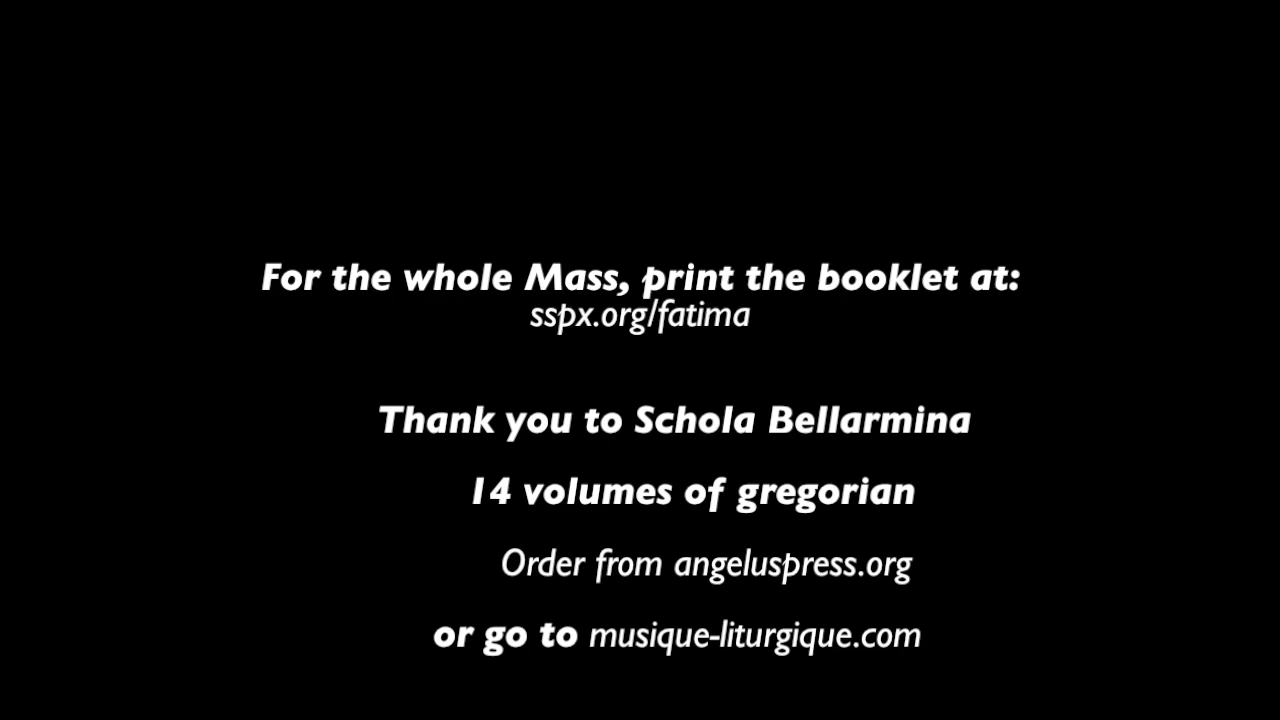 For the whole Mass, print the booklet at:
sspx.org/fatima
Thank you to Schola Bellarmina
14 volumes of gregorian
Order from angeluspress.org
or go to musique-liturgique.com